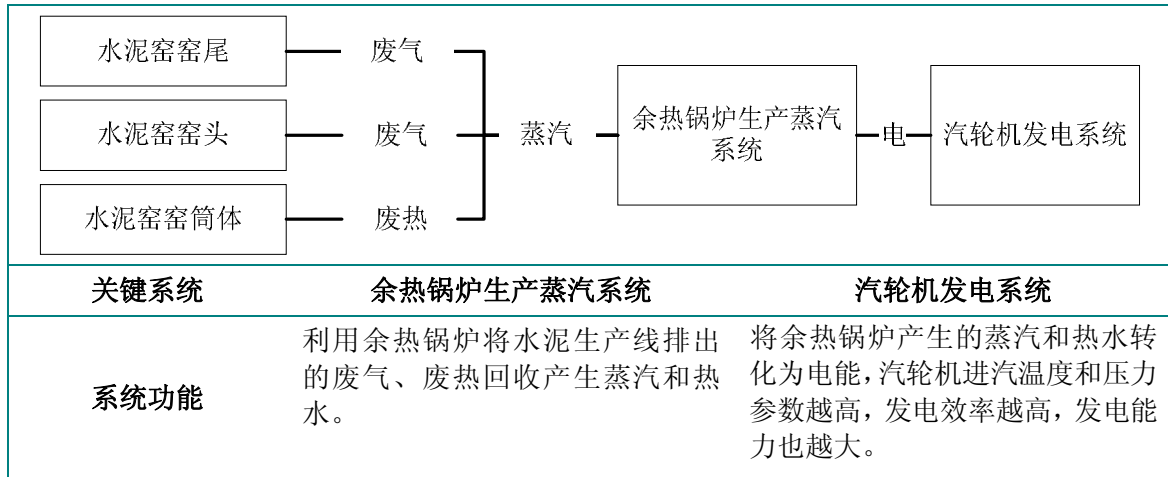 水泥窑窑尾
废气
水泥窑窑头
废气
蒸汽
余热锅炉生产蒸汽
系统
电
汽轮机发电系统
水泥窑窑筒体
废热
关键系统
余热锅炉生产蒸汽系统
汽轮机发电系统
系统功能
利用余热锅炉将水泥生产线排出
的废气、废热回收产生蒸汽和热
水。
将余热锅炉产生的蒸汽和热水转
化为电能，汽轮机进汽温度和压力
参数越高，发电效率越高，发电能
力也越大。